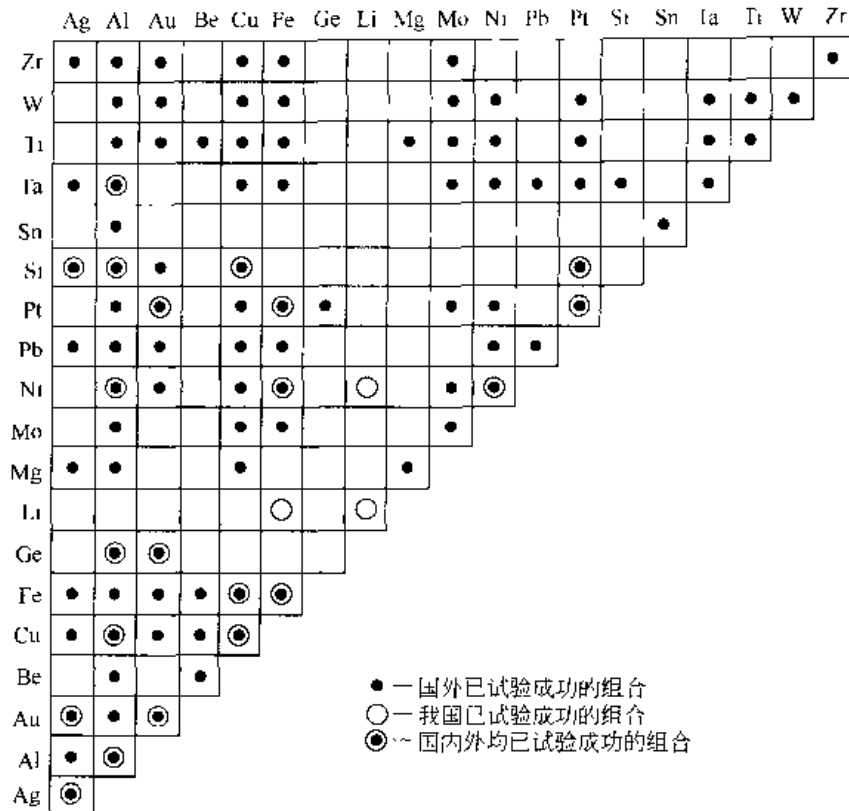 Ag Al Au Be Cu Fe Ge Li Mg Mo Ni Pb Pt Si Sn Ta Ti W Zr
Zr
W
Ti
Ta
Sn
Si
Pt
Pb
Ni
Mo
Mg
Li
Ge
Fe
Cu
Be
Au
Al
Ag
●—国外已试验成功的组合
○—我国已试验成功的组合
◉—国内外均已试验成功的组合